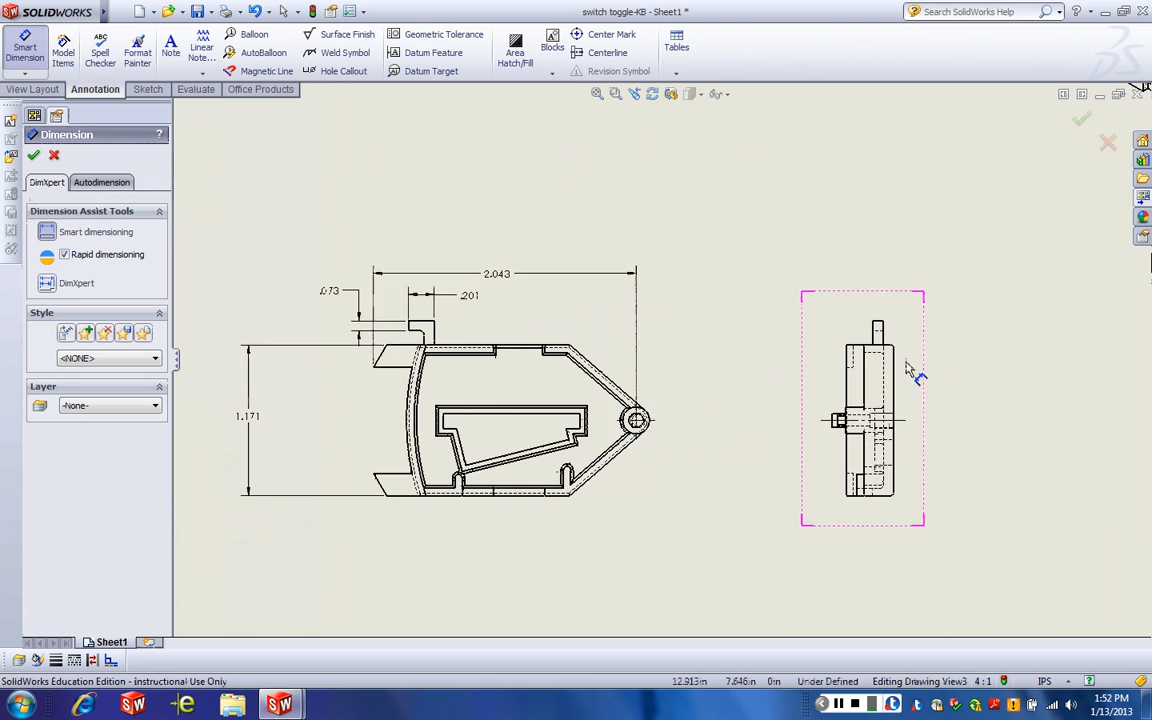 SOLIDWORKS
switch toggle-KB - Sheet1 *
Search SolidWorks Help
Smart Dimension
Model Items
Spell Checker
Format Painter
Note
Linear Note...
Balloon
AutoBalloon
Magnetic Line
Surface Finish
Weld Symbol
Hole Callout
Geometric Tolerance
Datum Feature
Datum Target
Area Hatch/Fill
Blocks
Center Mark
Centerline
Revision Symbol
Tables
View Layout Annotation Sketch Evaluate Office Products
Dimension ?
DimXpert Autodimension
Dimension Assist Tools
Smart dimensioning
Rapid dimensioning
DimXpert
Style
<NONE>
Layer
-None-
2.043
.073
.201
1.171
Sheet1
SolidWorks Education Edition - Instructional Use Only
12.913in 7.646in 0in Under Defined Editing Drawing View3 4:1 IPS
1:52 PM
1/13/2013